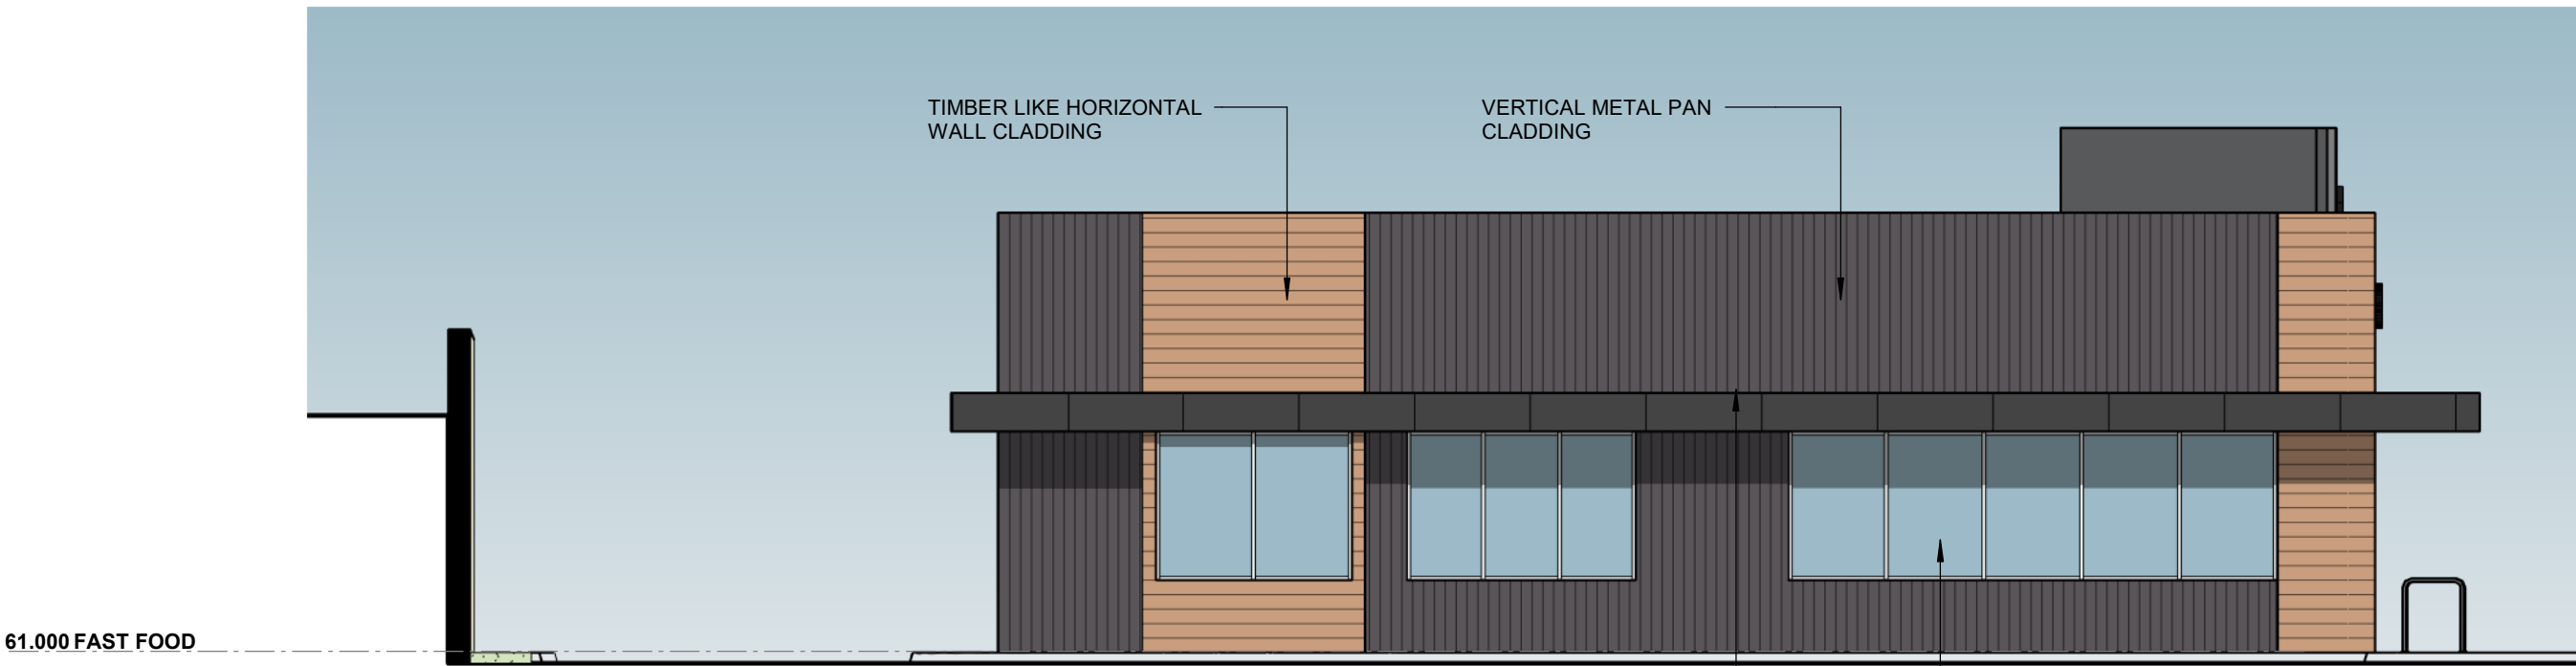 TIMBER LIKE HORIZONTAL
WALL CLADDING
VERTICAL METAL PAN
CLADDING
61.000 FAST FOOD